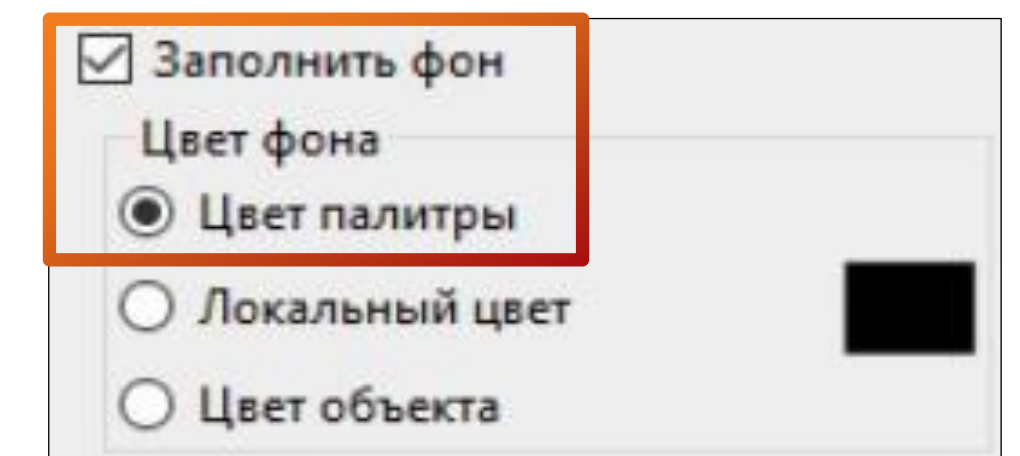 Заполнить фон
Цвет фона
Цвет палитры
Локальный цвет
Цвет объекта